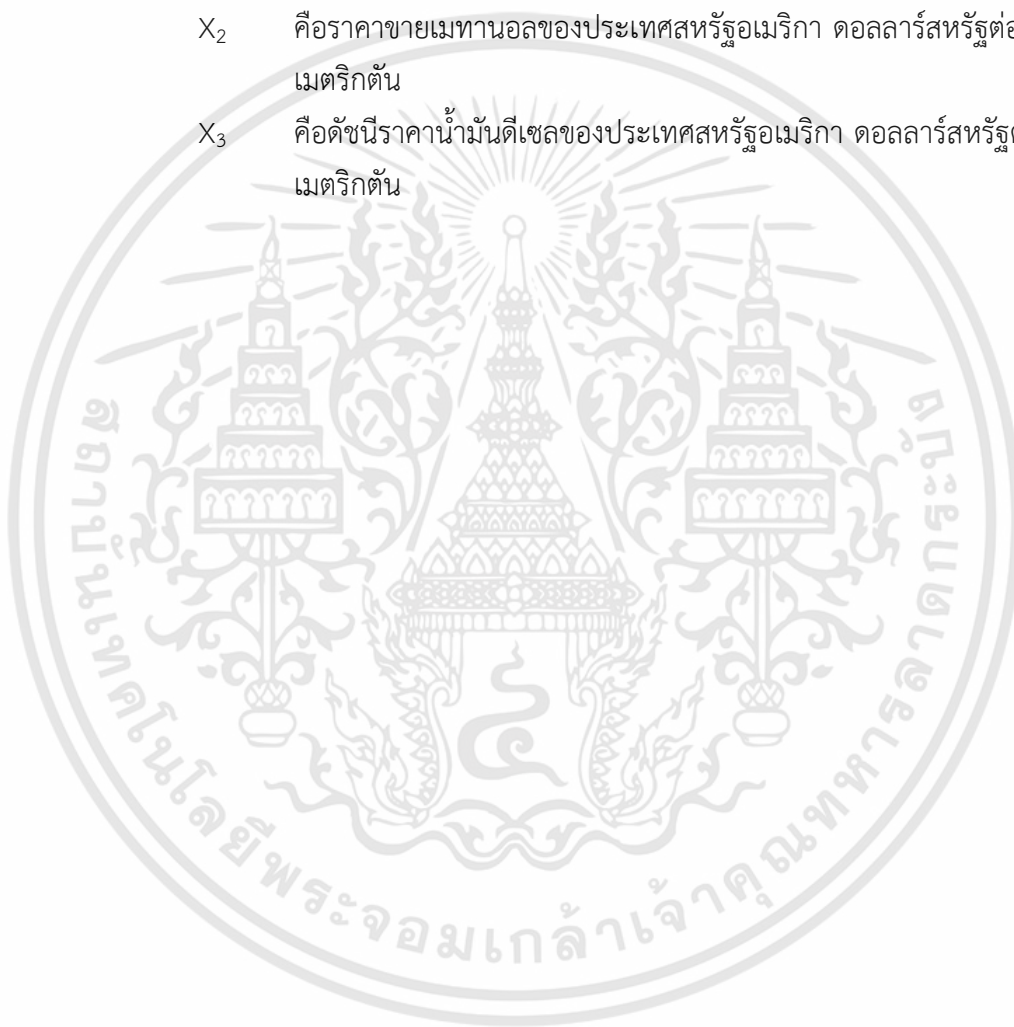 X₂ คือราคาขายเมทานอลของประเทศสหรัฐอเมริกา ดอลลาร์สหรัฐต่อ
เมตริกตัน
X₃ คือดัชนีราคาน้ำมันดีเซลของประเทศสหรัฐอเมริกา ดอลลาร์สหรัฐ
เมตริกตัน
สถาบันเทคโนโลยีพระจอมเกล้าเจ้าคุณทหารลาดกระบัง
๔